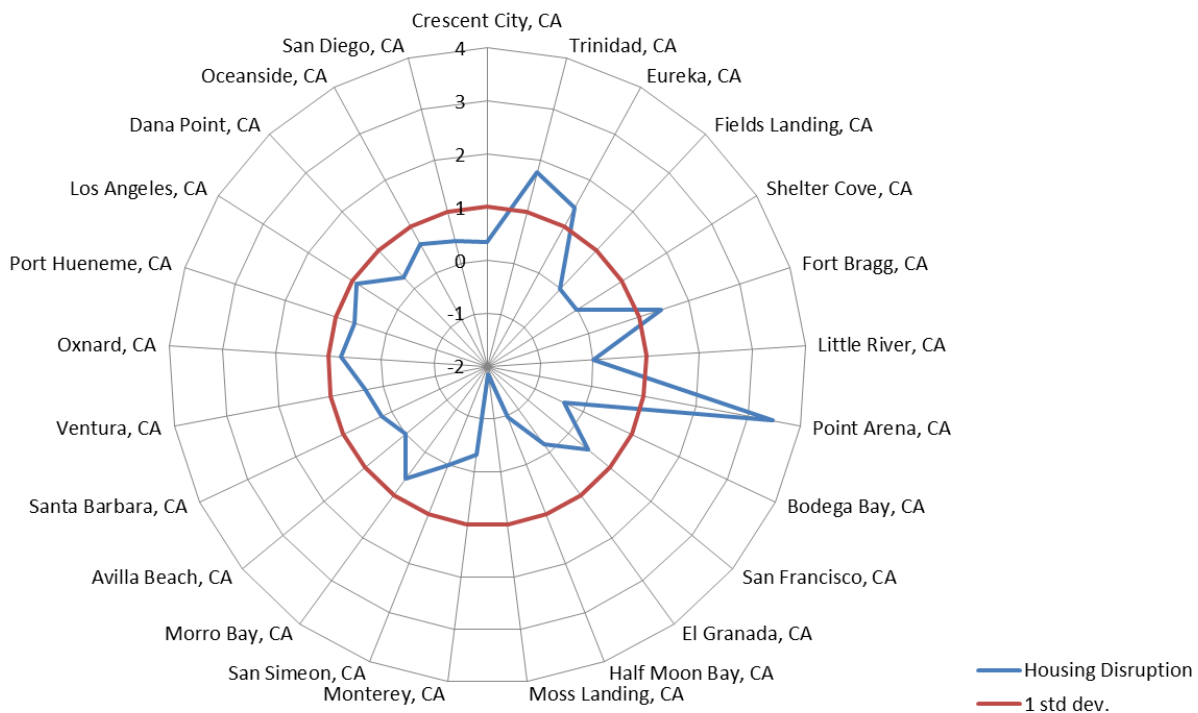 Crescent City, CA
Trinidad, CA
Eureka, CA
Fields Landing, CA
Shelter Cove, CA
Fort Bragg, CA
Little River, CA
Point Arena, CA
Bodega Bay, CA
San Francisco, CA
El Granada, CA
Half Moon Bay, CA
Moss Landing, CA
Monterey, CA
San Simeon, CA
Morro Bay, CA
Avilla Beach, CA
Santa Barbara, CA
Ventura, CA
Oxnard, CA
Port Hueneme, CA
Los Angeles, CA
Dana Point, CA
Oceanside, CA
San Diego, CA
4
3
2
1
0
-1
-2
Housing Disruption
1 std dev.